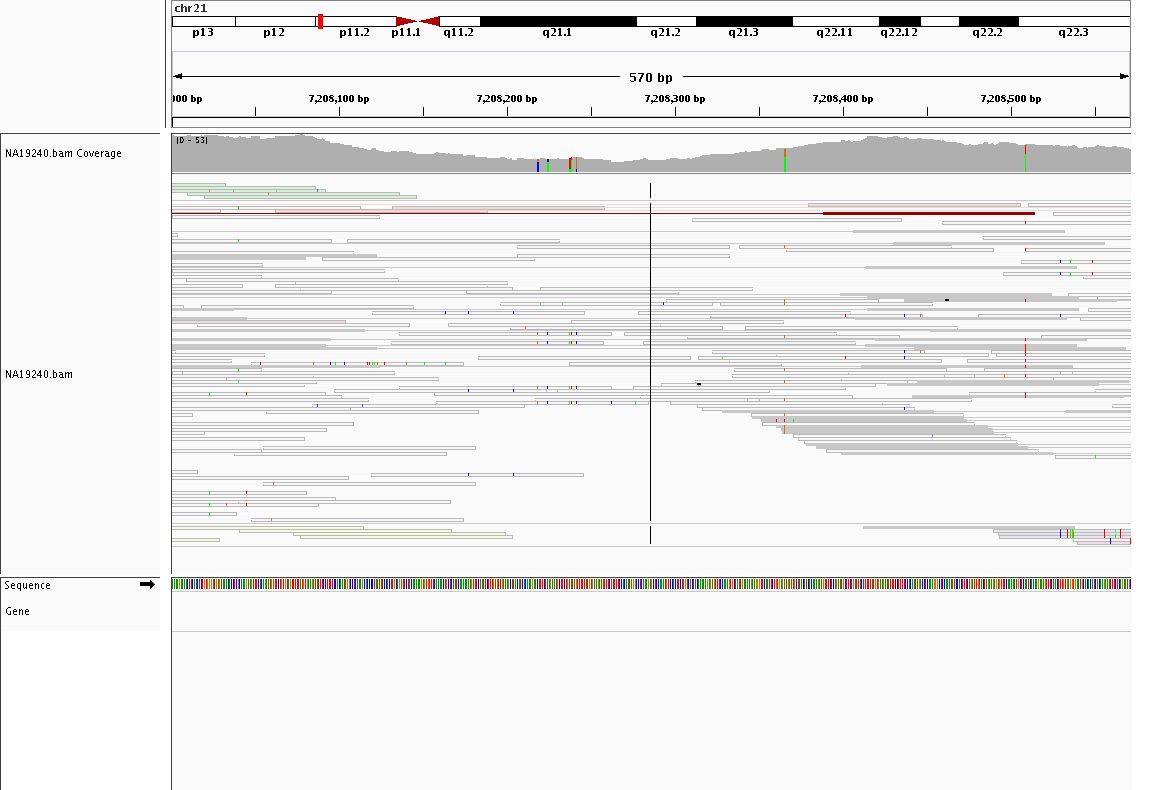 chr21
p13 p12 p11.2 p11.1 q11.2 q21.1 q21.2 q21.3 q22.11 q22.12 q22.2 q22.3
570 bp
000 bp 7,208,100 bp 7,208,200 bp 7,208,300 bp 7,208,400 bp 7,208,500 bp
[0 - 53]
NA19240.bam Coverage
NA19240.bam
Sequence
Gene